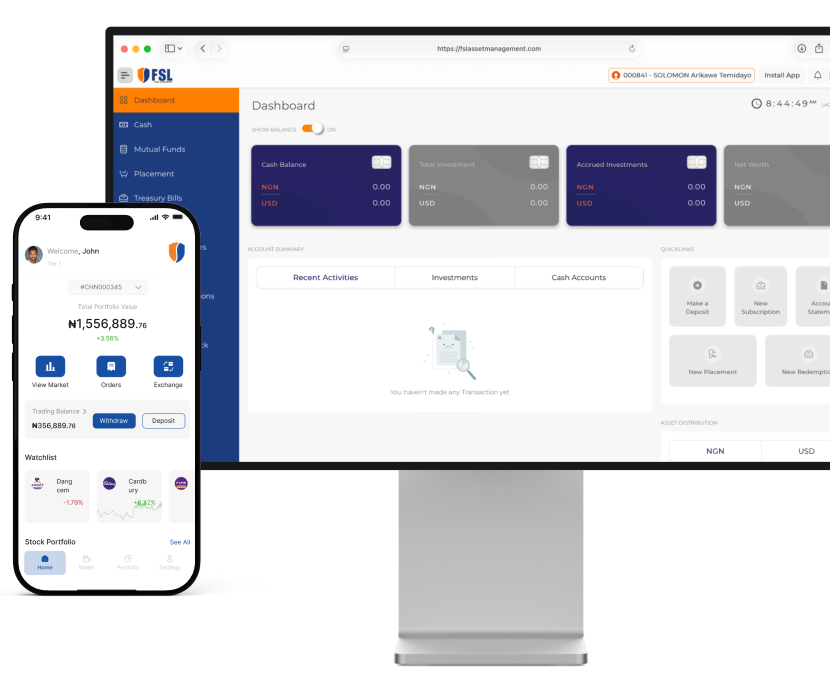 https://fslassetmanagement.com
FSL
000841 - SOLOMON Arikawe Temidayo
Install App
Dashboard
Cash
Mutual Funds
Placement
Treasury Bills
Dashboard
8:44:49 AM
SHOW BALANCE
ON
Cash Balance
NGN 0.00
USD 0.00
Total Investment
NGN 0.00
USD 0.00
Accrued Investments
NGN 0.00
USD 0.00
Net Worth
NGN
USD
ACCOUNT SUMMARY
Recent Activities
Investments
Cash Accounts
You haven't made any Transaction yet
QUICKLINKS
Make a
Deposit
New
Subscription
New Placement
ASSET DISTRIBUTION
NGN
USD
9:41
Welcome, John
Tier 1
#CHN000345
Total Portfolio Value
₦1,556,889.76
+3.56%
View Market
Orders
Exchange
Trading Balance >
₦356,889.76
Withdraw
Deposit
Watchlist
Dang
cem
-1.79%
Cardb
ury
+8.32%
Stock Portfolio
See All
Home
Wallet
Portfolio
Settings